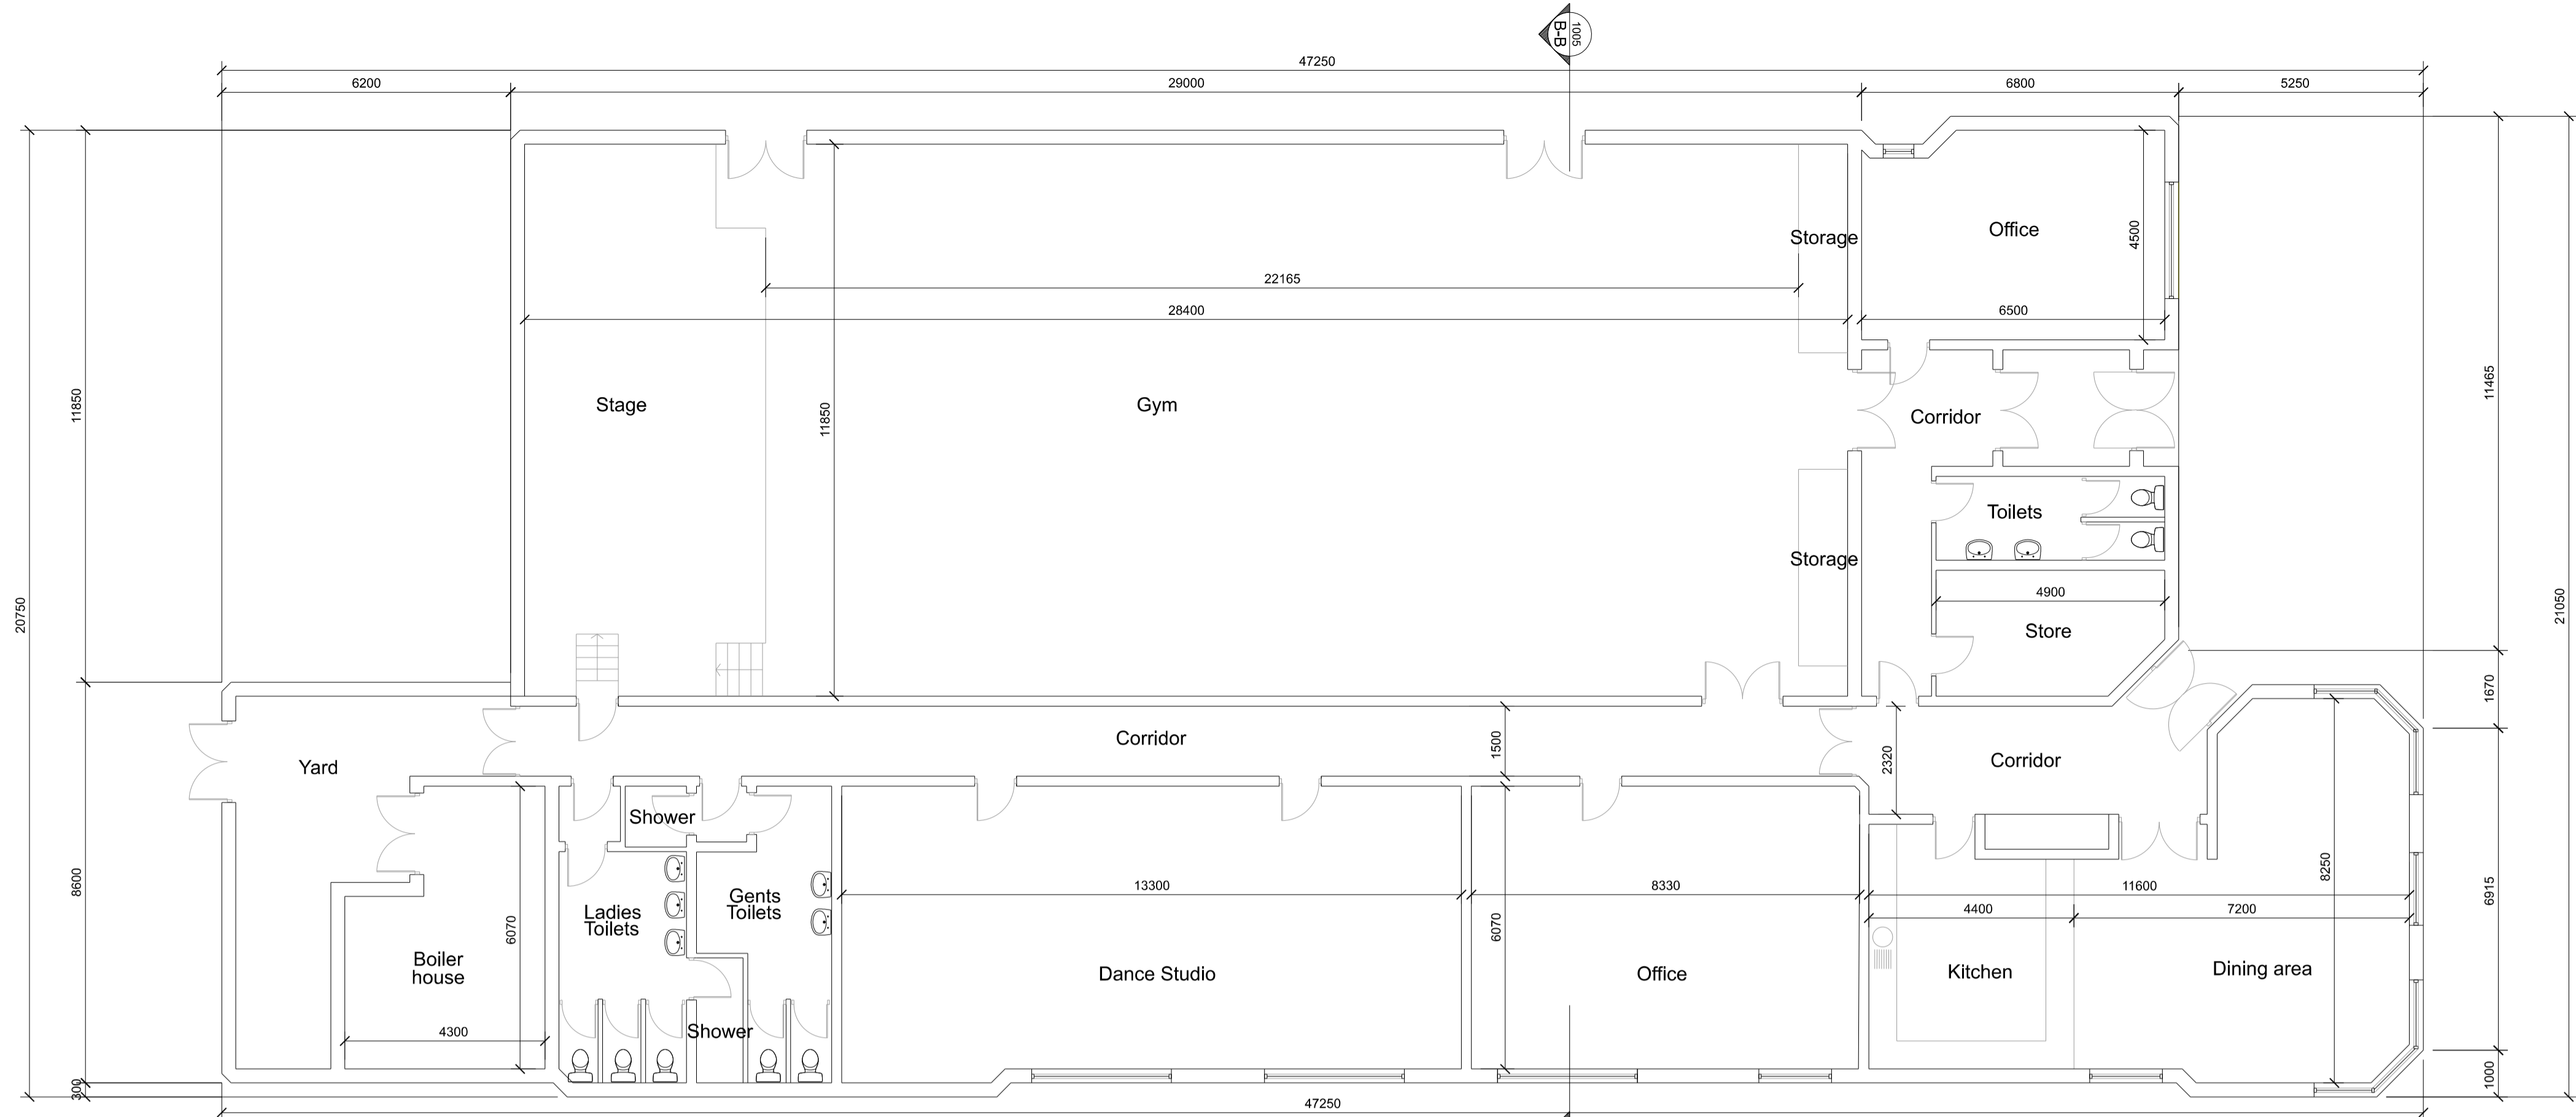 1005
B-B
47250
6200
29000
6800
5250
Storage
Office
4500
22165
28400
6500
11850
11850
Stage
Gym
Corridor
11465
Toilets
Storage
4900
Store
20750
21050
1670
Corridor
1500
2320
Corridor
Yard
Shower
8600
6070
Ladies
Toilets
Gents
Toilets
13300
8330
6070
11600
4400
7200
8250
6915
Boiler
house
Dance Studio
Office
Kitchen
Dining area
4300
Shower
300
1000
47250